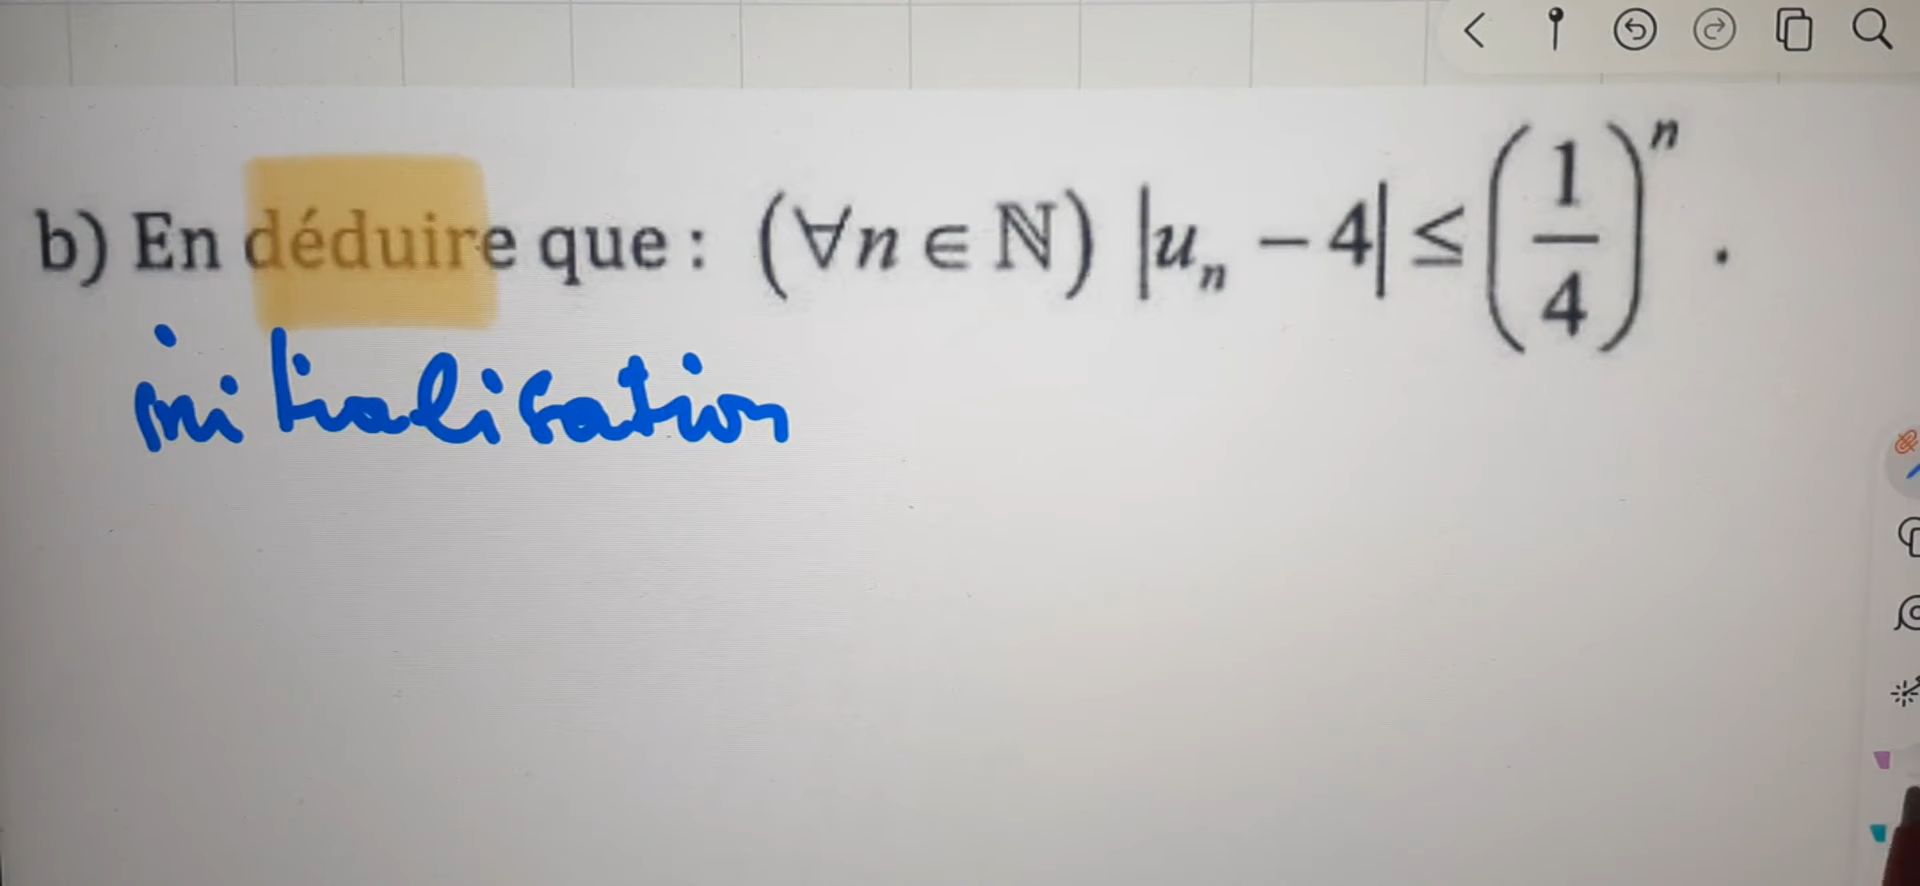 b) En déduire que : (∀n ∈ ℕ) |uₙ − 4| ≤ (1/4)ⁿ .
initialisation